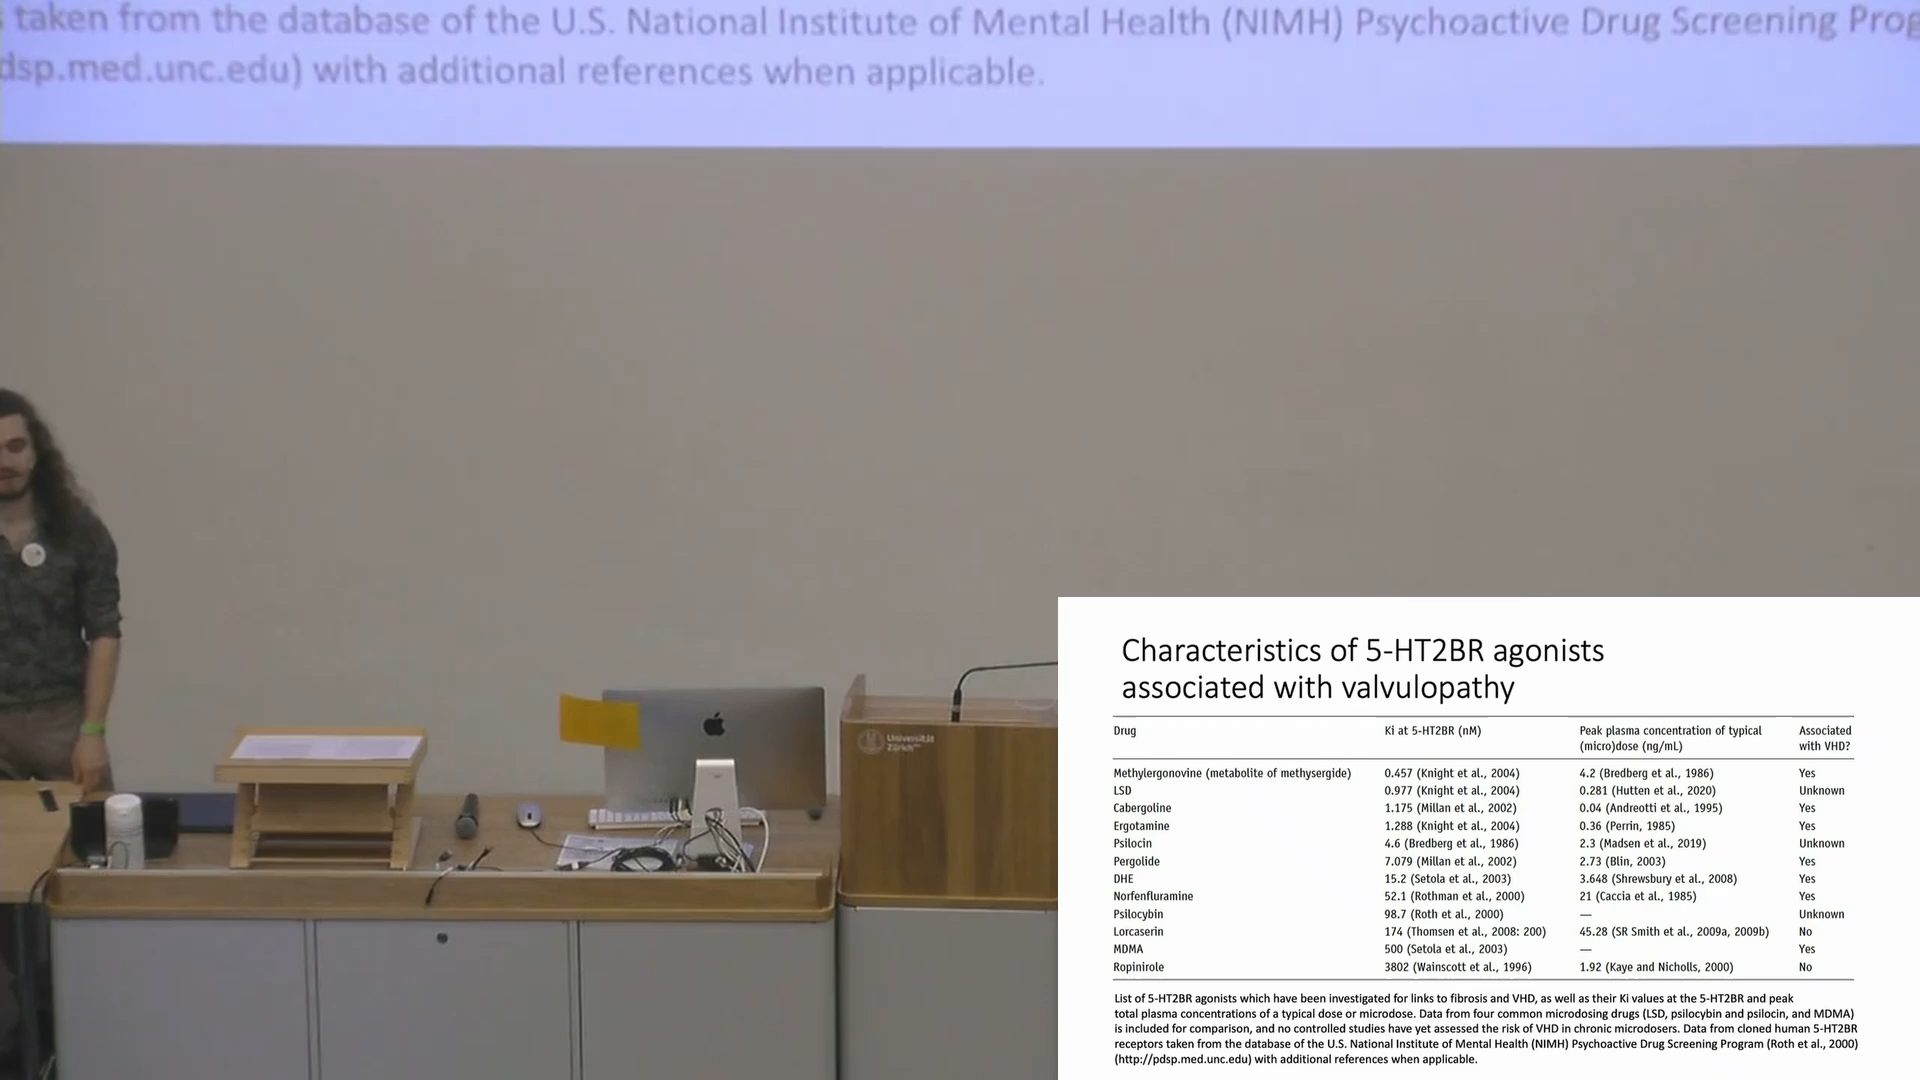 taken from the database of the U.S. National Institute of Mental Health (NIMH) Psychoactive Drug Screening Prog
dsp.med.unc.edu) with additional references when applicable.
Universität
Zürich
Characteristics of 5-HT2BR agonists
associated with valvulopathy
Drug Ki at 5-HT2BR (nM) Peak plasma concentration of typical Associated
(micro)dose (ng/mL) with VHD?
Methylergonovine (metabolite of methysergide) 0.457 (Knight et al., 2004) 4.2 (Bredberg et al., 1986) Yes
LSD 0.977 (Knight et al., 2004) 0.281 (Hutten et al., 2020) Unknown
Cabergoline 1.175 (Millan et al., 2002) 0.04 (Andreotti et al., 1995) Yes
Ergotamine 1.288 (Knight et al., 2004) 0.36 (Perrin, 1985) Yes
Psilocin 4.6 (Bredberg et al., 1986) 2.3 (Madsen et al., 2019) Unknown
Pergolide 7.079 (Millan et al., 2002) 2.73 (Blin, 2003) Yes
DHE 15.2 (Setola et al., 2003) 3.648 (Shrewsbury et al., 2008) Yes
Norfenfluramine 52.1 (Rothman et al., 2000) 21 (Caccia et al., 1985) Yes
Psilocybin 98.7 (Roth et al., 2000) — Unknown
Lorcaserin 174 (Thomsen et al., 2008: 200) 45.28 (SR Smith et al., 2009a, 2009b) No
MDMA 500 (Setola et al., 2003) — Yes
Ropinirole 3802 (Wainscott et al., 1996) 1.92 (Kaye and Nicholls, 2000) No
List of 5-HT2BR agonists which have been investigated for links to fibrosis and VHD, as well as their Ki values at the 5-HT2BR and peak
total plasma concentrations of a typical dose or microdose. Data from four common microdosing drugs (LSD, psilocybin and psilocin, and MDMA)
is included for comparison, and no controlled studies have yet assessed the risk of VHD in chronic microdosers. Data from cloned human 5-HT2BR
receptors taken from the database of the U.S. National Institute of Mental Health (NIMH) Psychoactive Drug Screening Program (Roth et al., 2000)
(http://pdsp.med.unc.edu) with additional references when applicable.